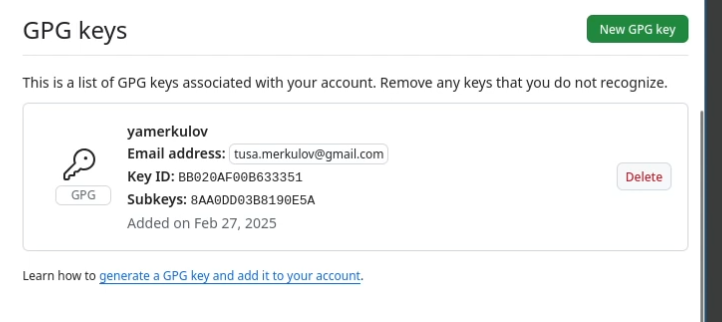 GPG keys
New GPG key
This is a list of GPG keys associated with your account. Remove any keys that you do not recognize.
yamerkulov
Email address: tusa.merkulov@gmail.com
Key ID: BB020AF00B633351
Subkeys: 8AA0DD03B8190E5A
Added on Feb 27, 2025
GPG
Delete
Learn how to generate a GPG key and add it to your account.